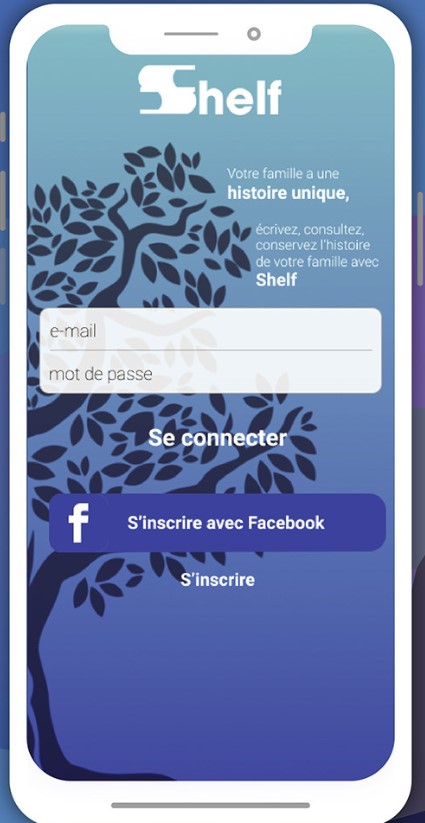 Shelf
Votre famille a une
histoire unique,
écrivez, consultez,
conservez l'histoire
de votre famille avec
Shelf
e-mail
mot de passe
Se connecter
f
S'inscrire avec Facebook
S'inscrire